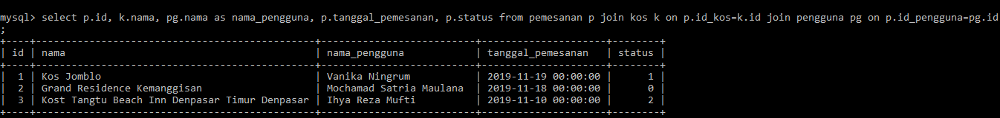 mysql> select p.id, k.nama, pg.nama as nama_pengguna, p.tanggal_pemesanan, p.status from pemesanan p join kos k on p.id_kos=k.id join pengguna pg on p.id_pengguna=pg.id
;
+----+----------------------------------------------+--------------------------+---------------------+--------+
| id | nama | nama_pengguna | tanggal_pemesanan | status |
+----+----------------------------------------------+--------------------------+---------------------+--------+
| 1 | Kos Jomblo | Vanika Ningrum | 2019-11-19 00:00:00 | 1 |
| 2 | Grand Residence Kemanggisan | Mochamad Satria Maulana | 2019-11-18 00:00:00 | 0 |
| 3 | Kost Tangtu Beach Inn Denpasar Timur Denpasar | Ihya Reza Mufti | 2019-11-10 00:00:00 | 2 |
+----+----------------------------------------------+--------------------------+---------------------+--------+